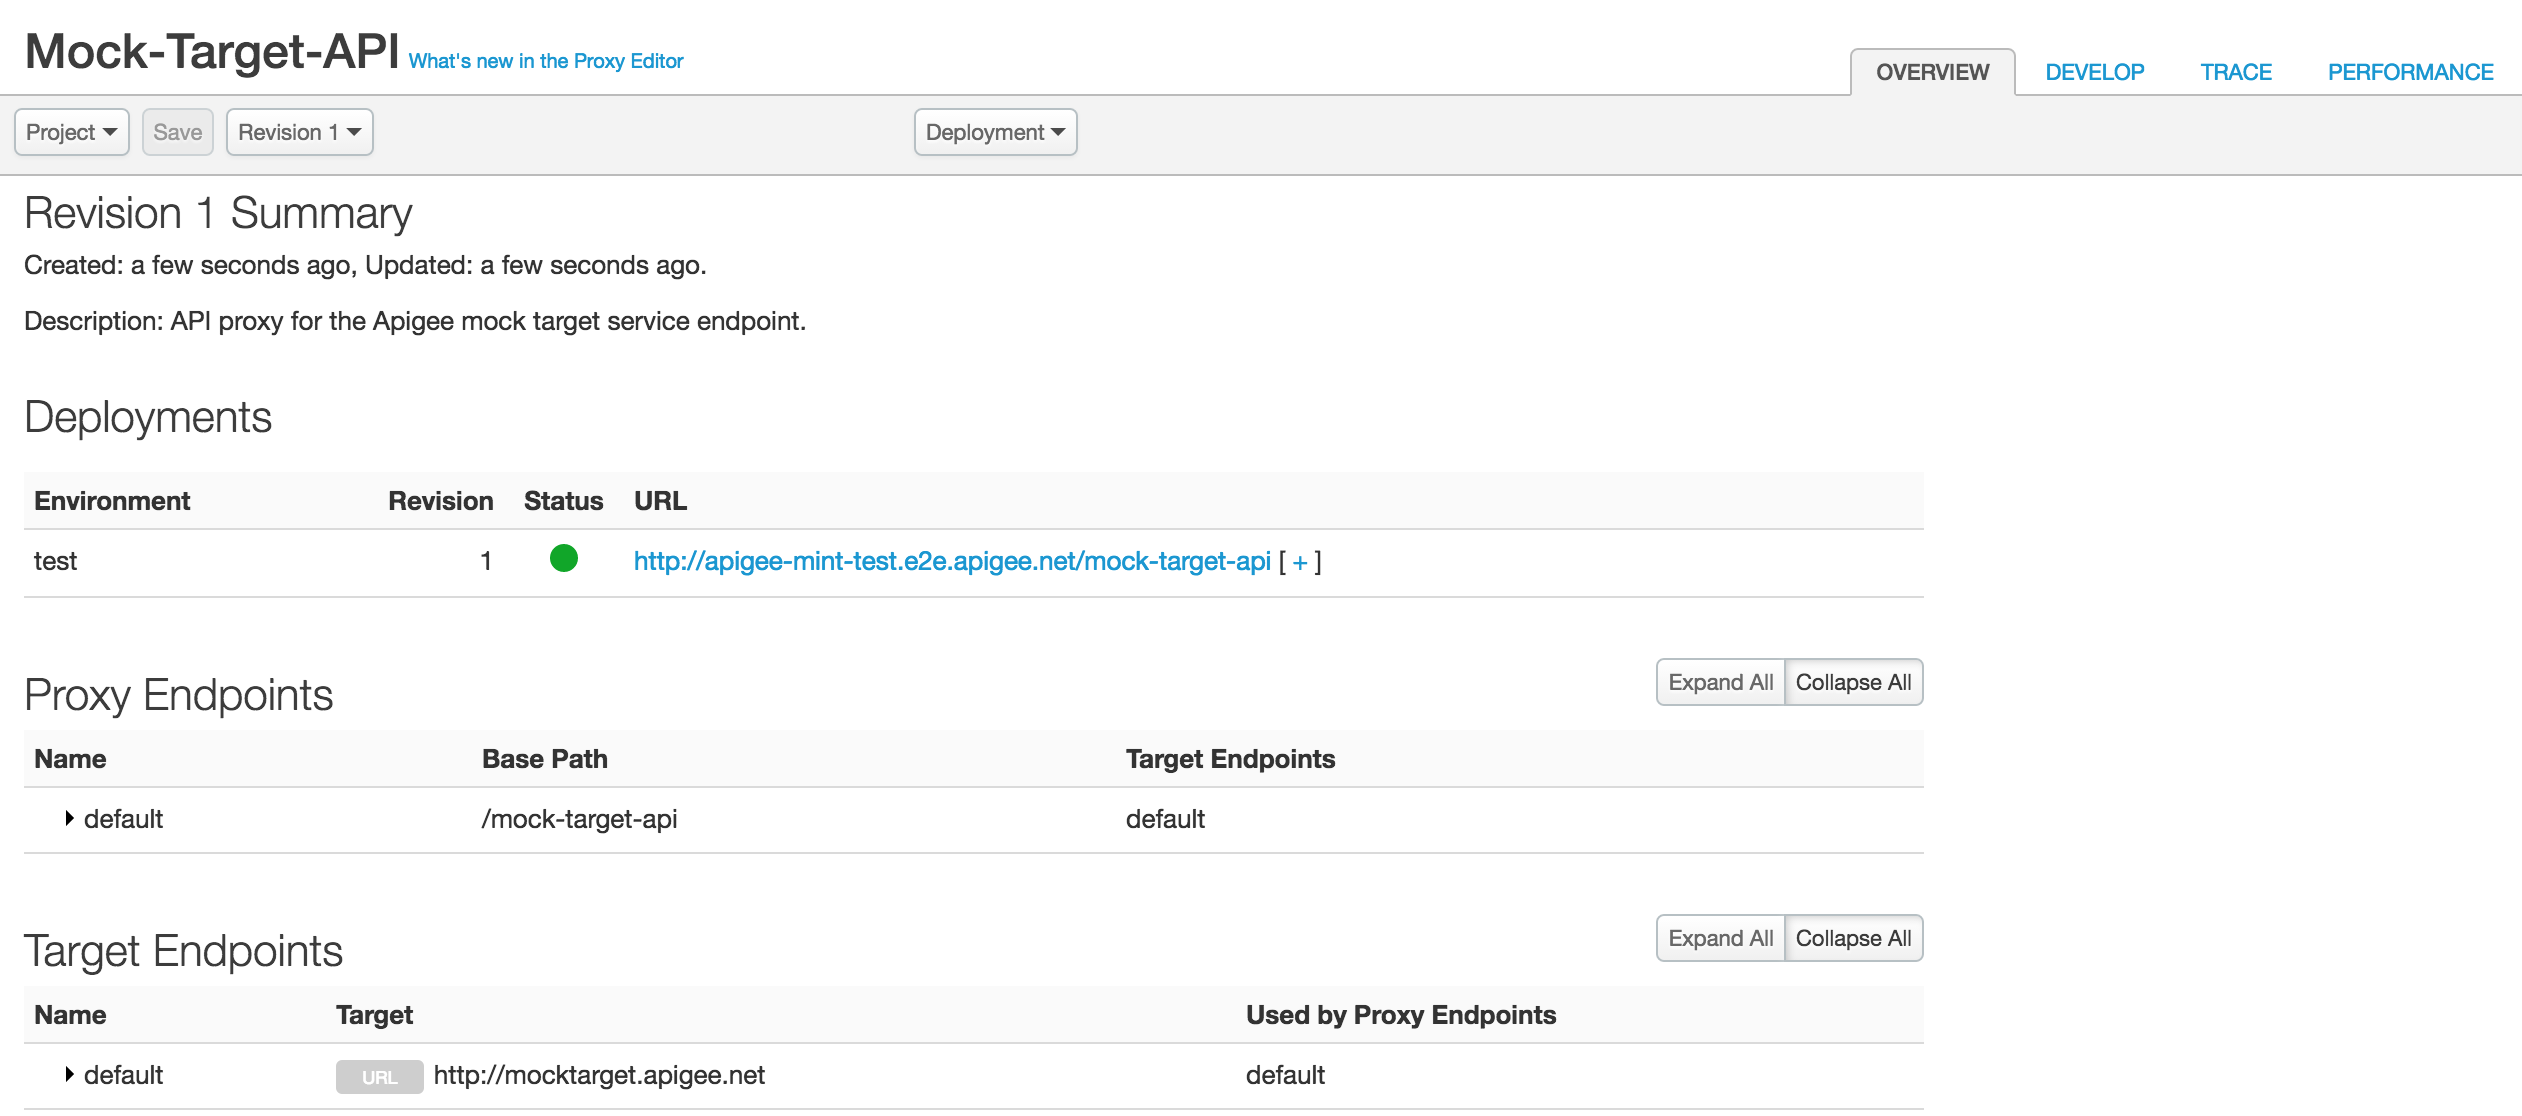 Mock-Target-API What's new in the Proxy Editor
OVERVIEW DEVELOP TRACE PERFORMANCE
Project Save Revision 1 Deployment
Revision 1 Summary
Created: a few seconds ago, Updated: a few seconds ago.
Description: API proxy for the Apigee mock target service endpoint.
Deployments
Environment Revision Status URL
test 1 http://apigee-mint-test.e2e.apigee.net/mock-target-api [ + ]
Proxy Endpoints Expand All Collapse All
Name Base Path Target Endpoints
default /mock-target-api default
Target Endpoints Expand All Collapse All
Name Target Used by Proxy Endpoints
default URL http://mocktarget.apigee.net default